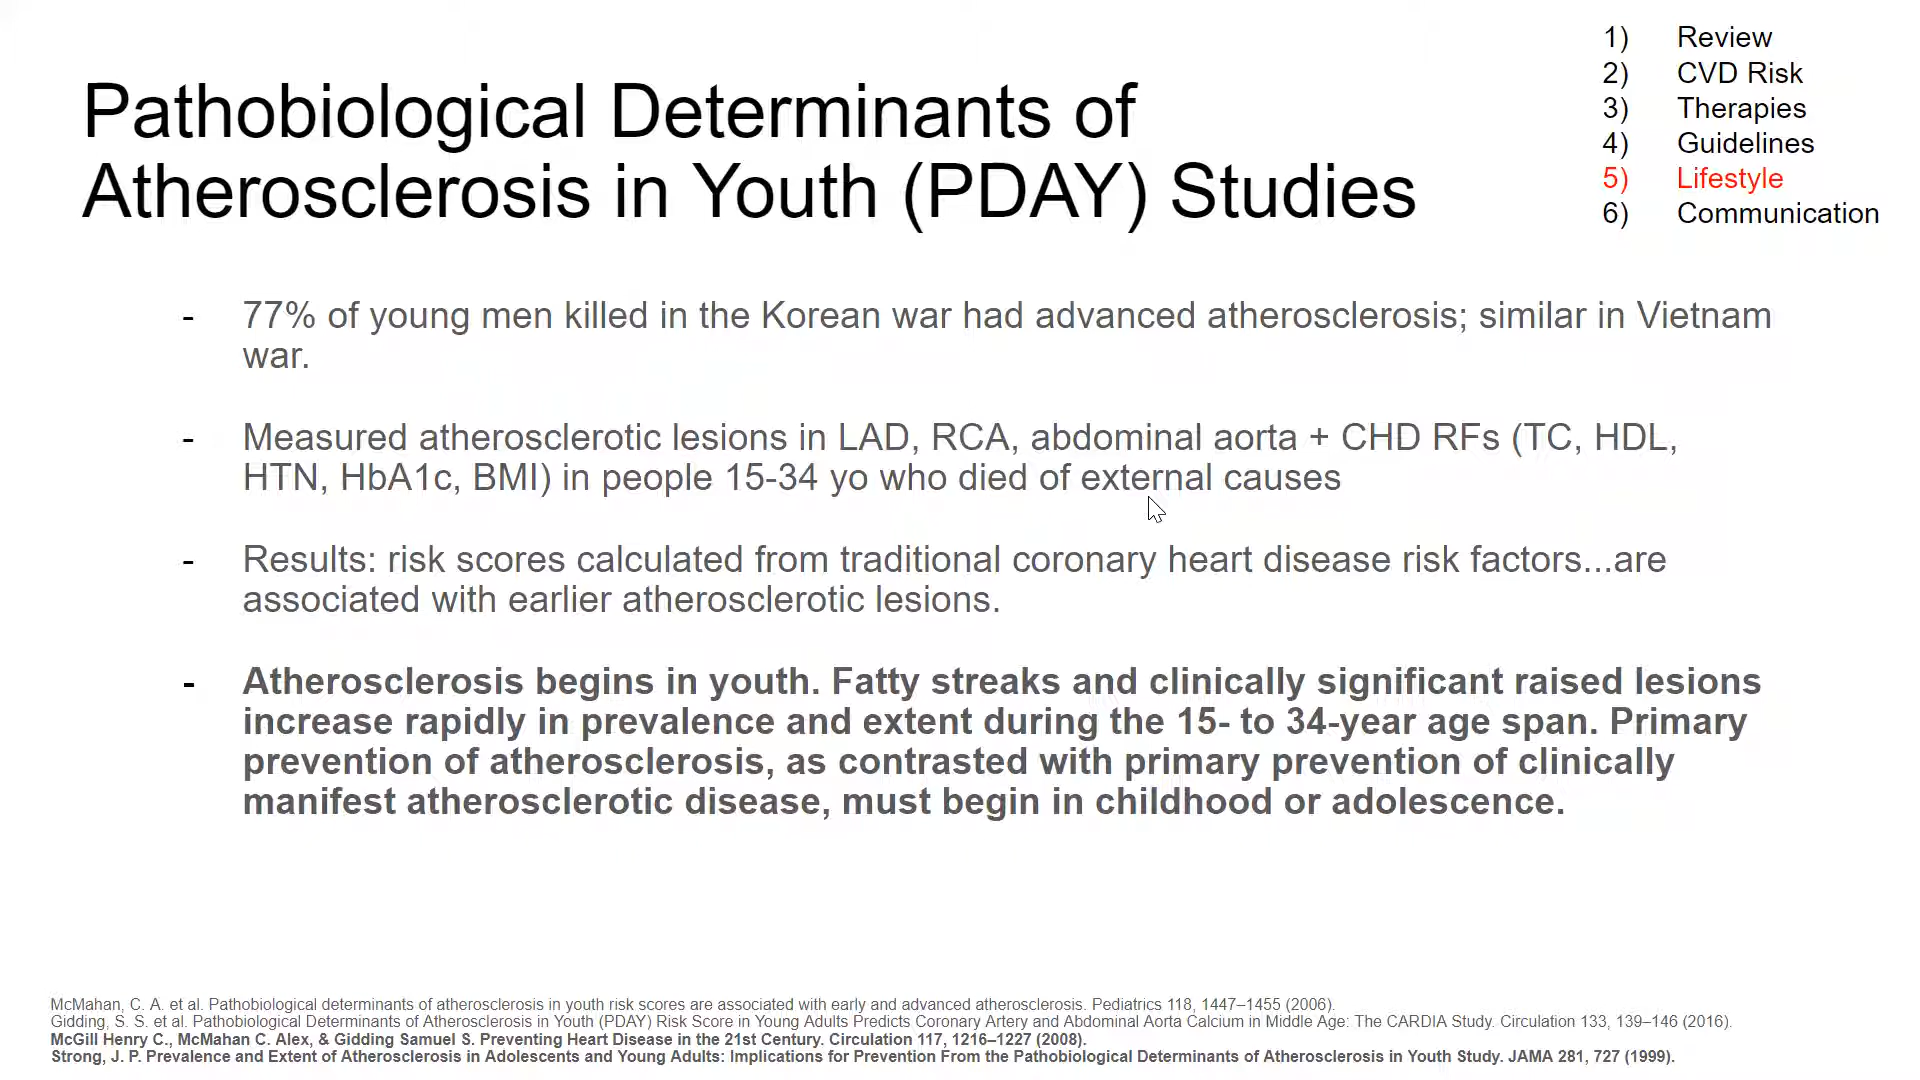 1) Review
2) CVD Risk
3) Therapies
4) Guidelines
5) Lifestyle
6) Communication
Pathobiological Determinants of
Atherosclerosis in Youth (PDAY) Studies
- 77% of young men killed in the Korean war had advanced atherosclerosis; similar in Vietnam
war.
- Measured atherosclerotic lesions in LAD, RCA, abdominal aorta + CHD RFs (TC, HDL,
HTN, HbA1c, BMI) in people 15-34 yo who died of external causes
- Results: risk scores calculated from traditional coronary heart disease risk factors...are
associated with earlier atherosclerotic lesions.
- Atherosclerosis begins in youth. Fatty streaks and clinically significant raised lesions
increase rapidly in prevalence and extent during the 15- to 34-year age span. Primary
prevention of atherosclerosis, as contrasted with primary prevention of clinically
manifest atherosclerotic disease, must begin in childhood or adolescence.
McMahan, C. A. et al. Pathobiological determinants of atherosclerosis in youth risk scores are associated with early and advanced atherosclerosis. Pediatrics 118, 1447–1455 (2006).
Gidding, S. S. et al. Pathobiological Determinants of Atherosclerosis in Youth (PDAY) Risk Score in Young Adults Predicts Coronary Artery and Abdominal Aorta Calcium in Middle Age: The CARDIA Study. Circulation 133, 139–146 (2016).
McGill Henry C., McMahan C. Alex, & Gidding Samuel S. Preventing Heart Disease in the 21st Century. Circulation 117, 1216–1227 (2008).
Strong, J. P. Prevalence and Extent of Atherosclerosis in Adolescents and Young Adults: Implications for Prevention From the Pathobiological Determinants of Atherosclerosis in Youth Study. JAMA 281, 727 (1999).